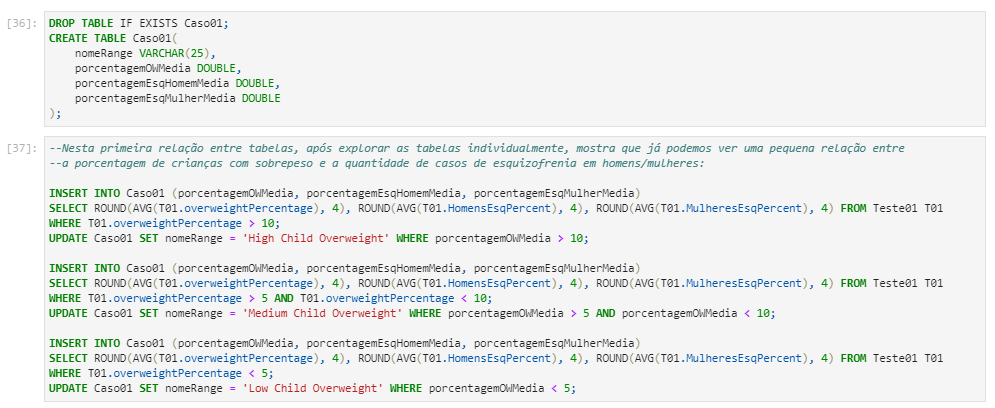 [36]: DROP TABLE IF EXISTS Caso01;
CREATE TABLE Caso01(
nomeRange VARCHAR(25),
porcentagemOWMedia DOUBLE,
porcentagemEsqHomemMedia DOUBLE,
porcentagemEsqMulherMedia DOUBLE
);
[37]: --Nesta primeira relação entre tabelas, após explorar as tabelas individualmente, mostra que já podemos ver uma pequena relação entre
--a porcentagem de crianças com sobrepeso e a quantidade de casos de esquizofrenia em homens/mulheres:
INSERT INTO Caso01 (porcentagemOWMedia, porcentagemEsqHomemMedia, porcentagemEsqMulherMedia)
SELECT ROUND(AVG(T01.overweightPercentage), 4), ROUND(AVG(T01.HomensEsqPercent), 4), ROUND(AVG(T01.MulheresEsqPercent), 4) FROM Teste01 T01
WHERE T01.overweightPercentage > 10;
UPDATE Caso01 SET nomeRange = 'High Child Overweight' WHERE porcentagemOWMedia > 10;
INSERT INTO Caso01 (porcentagemOWMedia, porcentagemEsqHomemMedia, porcentagemEsqMulherMedia)
SELECT ROUND(AVG(T01.overweightPercentage), 4), ROUND(AVG(T01.HomensEsqPercent), 4), ROUND(AVG(T01.MulheresEsqPercent), 4) FROM Teste01 T01
WHERE T01.overweightPercentage > 5 AND T01.overweightPercentage < 10;
UPDATE Caso01 SET nomeRange = 'Medium Child Overweight' WHERE porcentagemOWMedia > 5 AND porcentagemOWMedia < 10;
INSERT INTO Caso01 (porcentagemOWMedia, porcentagemEsqHomemMedia, porcentagemEsqMulherMedia)
SELECT ROUND(AVG(T01.overweightPercentage), 4), ROUND(AVG(T01.HomensEsqPercent), 4), ROUND(AVG(T01.MulheresEsqPercent), 4) FROM Teste01 T01
WHERE T01.overweightPercentage < 5;
UPDATE Caso01 SET nomeRange = 'Low Child Overweight' WHERE porcentagemOWMedia < 5;